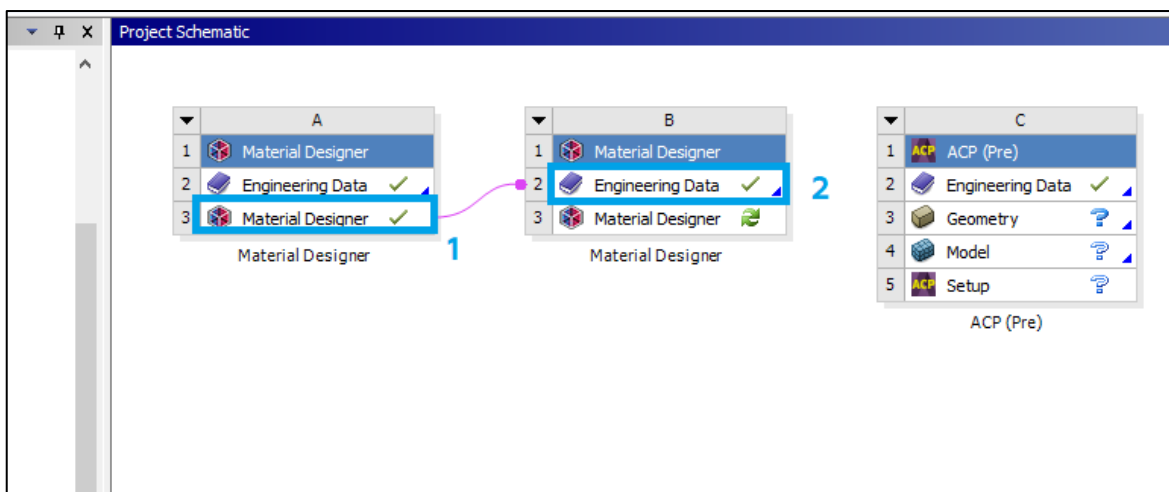 Project Schematic
A
1 Material Designer
2 Engineering Data
3 Material Designer
Material Designer
1
B
1 Material Designer
2 Engineering Data
3 Material Designer
Material Designer
2
C
1 ACP ACP (Pre)
2 Engineering Data
3 Geometry ?
4 Model ?
5 ACP Setup ?
ACP (Pre)